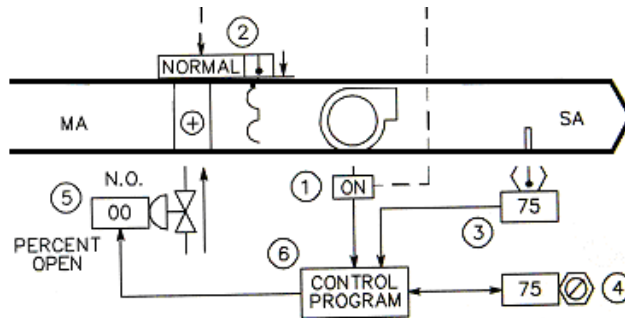 2
NORMAL
MA
+
SA
N.O.
5
00
PERCENT
OPEN
1
ON
75
3
6
CONTROL
PROGRAM
75
4